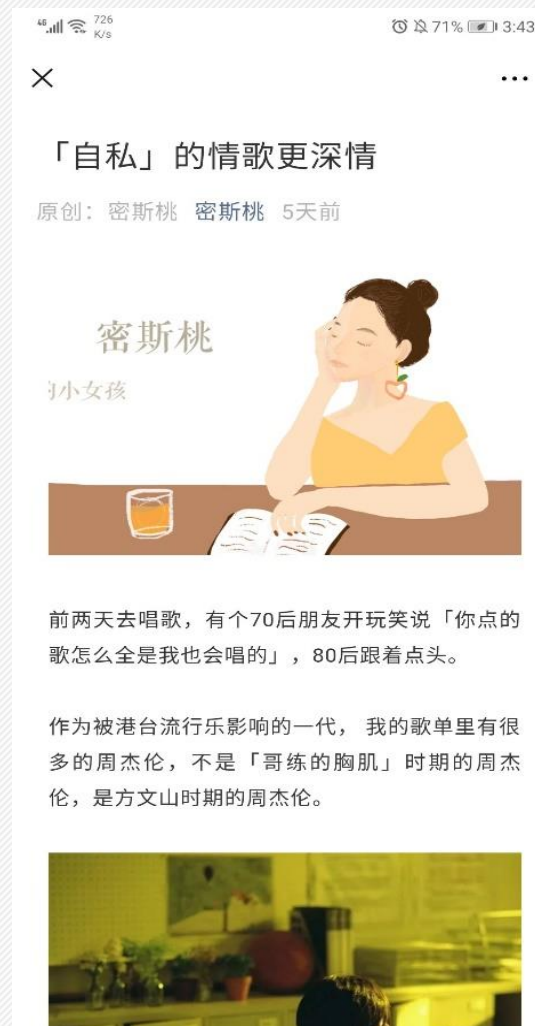 46 726
K/s
71% 3:43
「自私」的情歌更深情
原创: 密斯桃 密斯桃 5天前
密斯桃
的小女孩
前两天去唱歌，有个70后朋友开玩笑说「你点的
歌怎么全是我也会唱的」，80后跟着点头。
作为被港台流行乐影响的一代， 我的歌单里有很
多的周杰伦，不是「哥练的胸肌」时期的周杰
伦，是方文山时期的周杰伦。